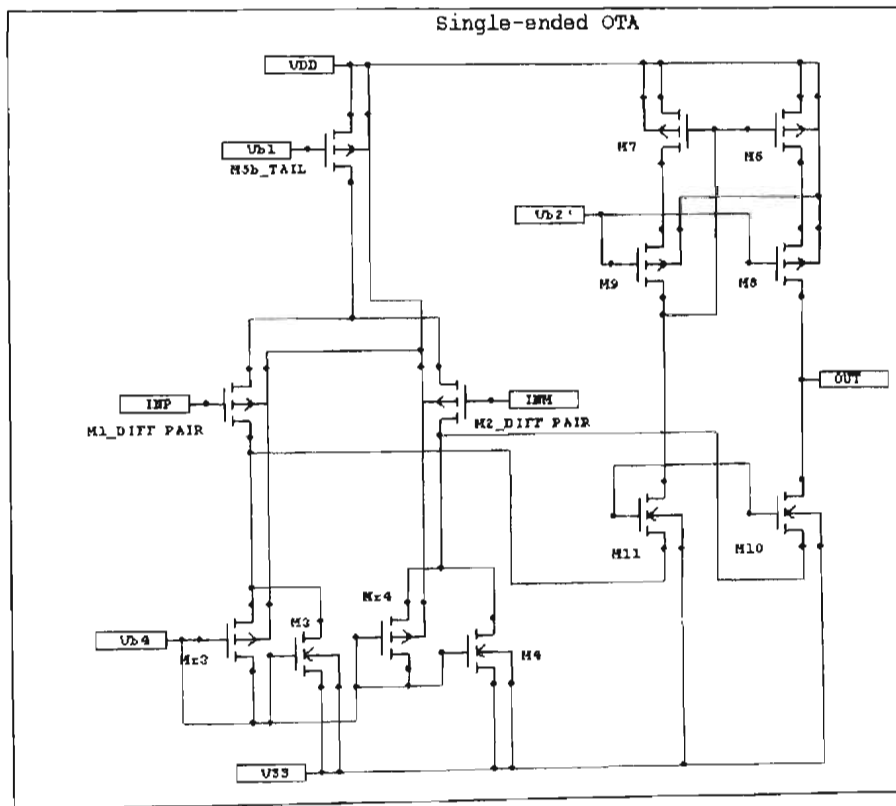 Single-ended OTA
VDD
Vb1
M5b_TAIL
M7
M6
Vb2'
M9
M8
INP
INM
OUT
M1_DIFF PAIR
M2_DIFF PAIR
M11
M10
Mr4
M3
Vb4
Mr3
M4
VSS